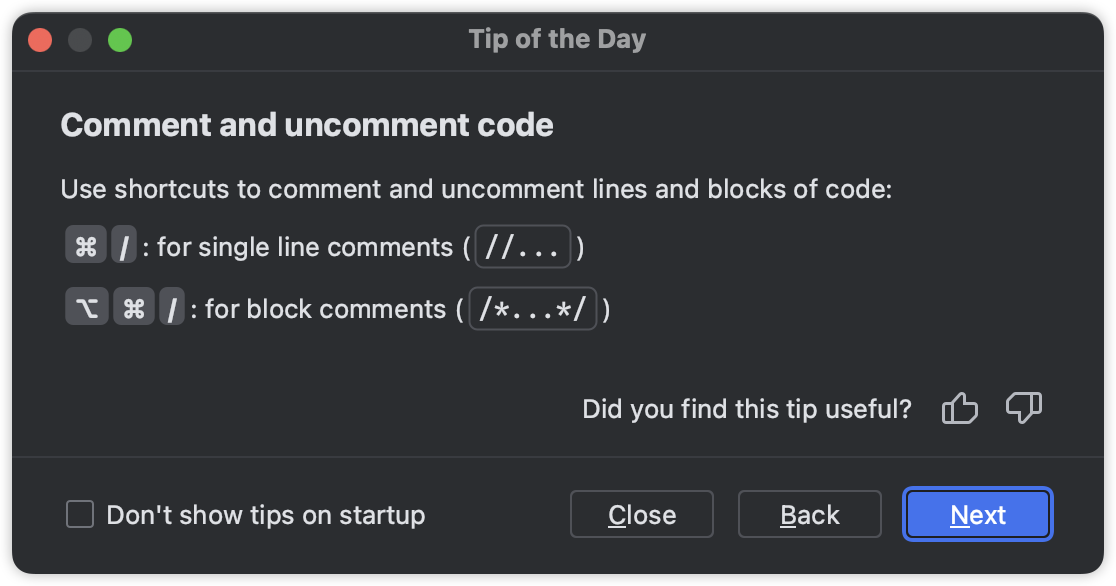 Tip of the Day
Comment and uncomment code
Use shortcuts to comment and uncomment lines and blocks of code:
⌘ / : for single line comments ( //... )
⌥ ⌘ / : for block comments ( /*...*/ )
Did you find this tip useful?
Don't show tips on startup
Close Back Next